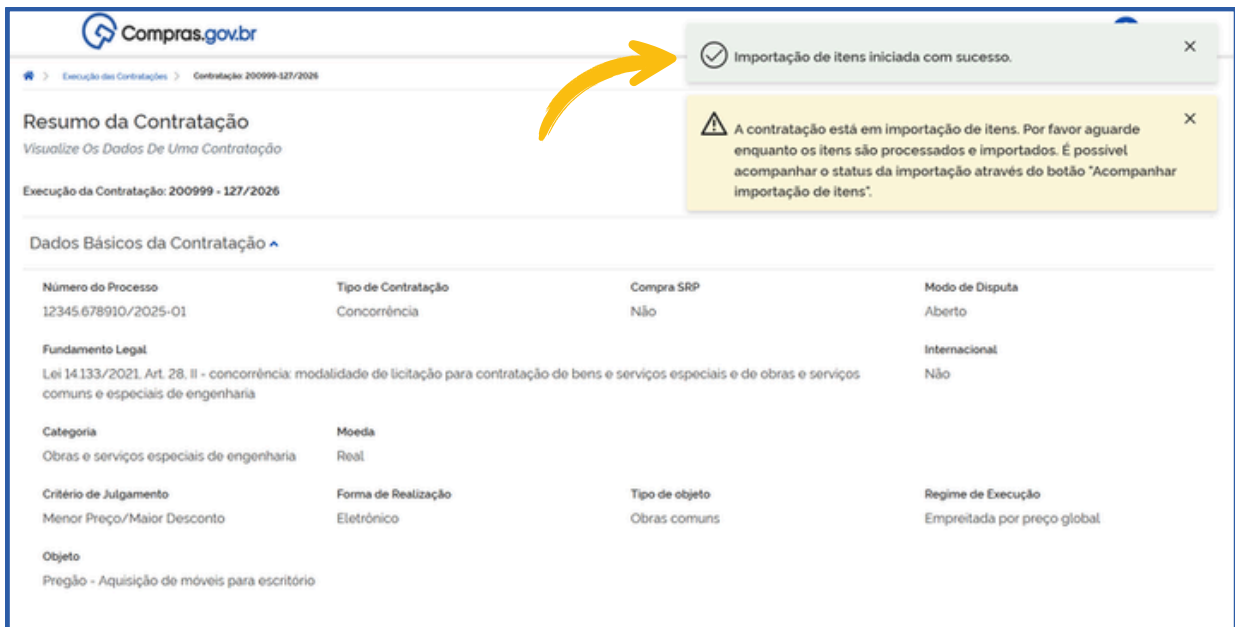 Compras.gov.br
Importação de itens iniciada com sucesso.
Execução das Contratações > Contratação: 200999-127/2026
A contratação está em importação de itens. Por favor aguarde
enquanto os itens são processados e importados. É possível
acompanhar o status da importação através do botão "Acompanhar
importação de itens".
Resumo da Contratação
Visualize Os Dados De Uma Contratação
Execução da Contratação: 200999 - 127/2026
Dados Básicos da Contratação
Número do Processo Tipo de Contratação Compra SRP Modo de Disputa
12345.678910/2025-01 Concorrência Não Aberto
Fundamento Legal Internacional
Lei 14.133/2021, Art. 28, II - concorrência: modalidade de licitação para contratação de bens e serviços especiais e de obras e serviços Não
comuns e especiais de engenharia
Categoria Moeda
Obras e serviços especiais de engenharia Real
Critério de Julgamento Forma de Realização Tipo de objeto Regime de Execução
Menor Preço/Maior Desconto Eletrônico Obras comuns Empreitada por preço global
Objeto
Pregão - Aquisição de móveis para escritório